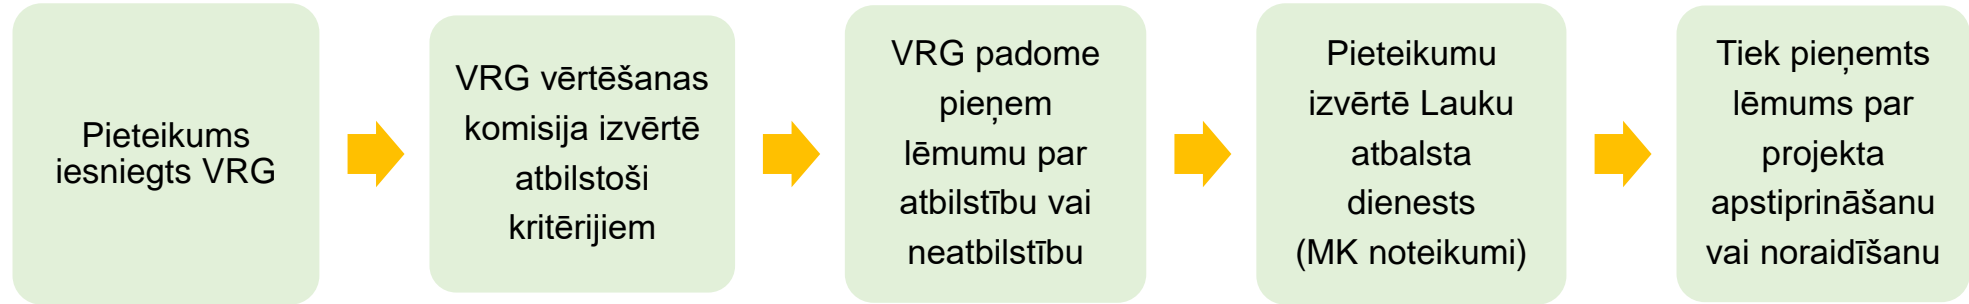 Pieteikums
iesniegts VRG
VRG vērtēšanas
komisija izvērtē
atbilstoši
kritērijiem
VRG padome
pieņem
lēmumu par
atbilstību vai
neatbilstību
Pieteikumu
izvērtē Lauku
atbalsta
dienests
(MK noteikumi)
Tiek pieņemts
lēmums par
projekta
apstiprināšanu
vai noraidīšanu